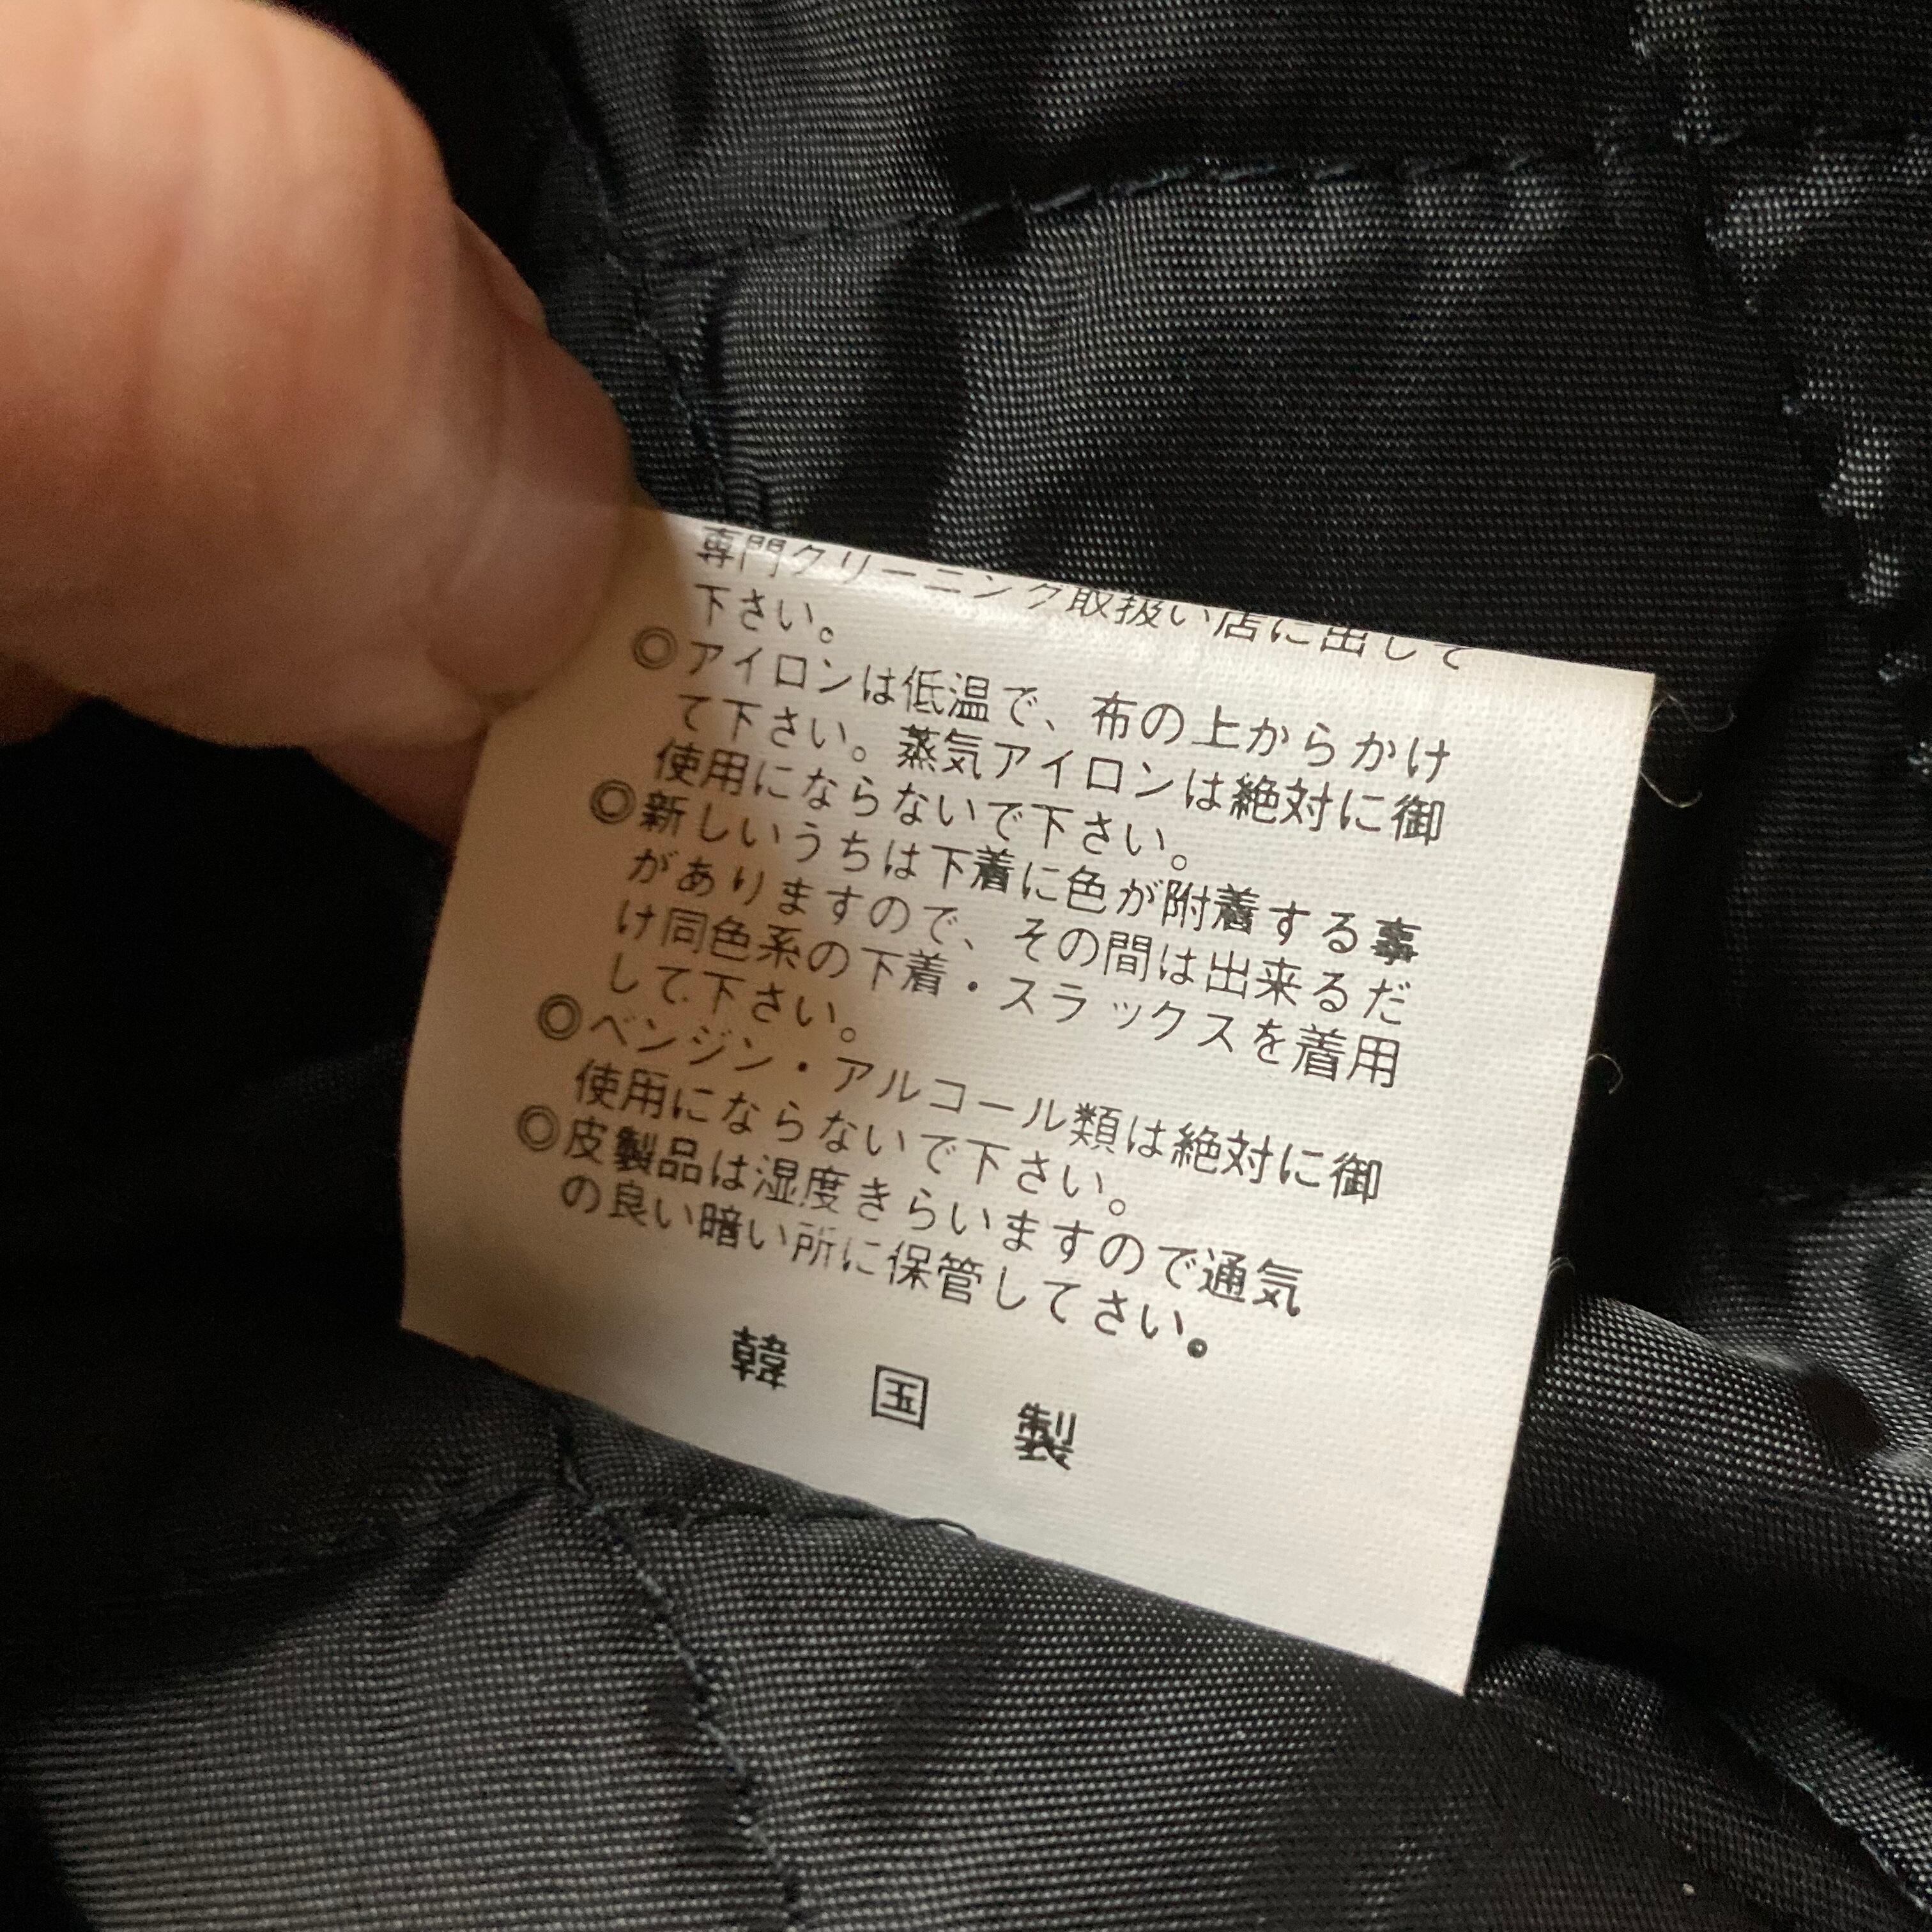 専門クリーニング取扱い店に出して
下さい。
◎アイロンは低温で、布の上からかけ
て下さい。蒸気アイロンは絶対に御
使用にならないで下さい。
◎新しいうちは下着に色が附着する事
がありますので、その間は出来るだ
け同色系の下着・スラックスを着用
して下さい。
◎ベンジン・アルコール類は絶対に御
使用にならないで下さい。
◎皮製品は湿度きらいますので通気
の良い暗い所に保管してさい。
韓国製